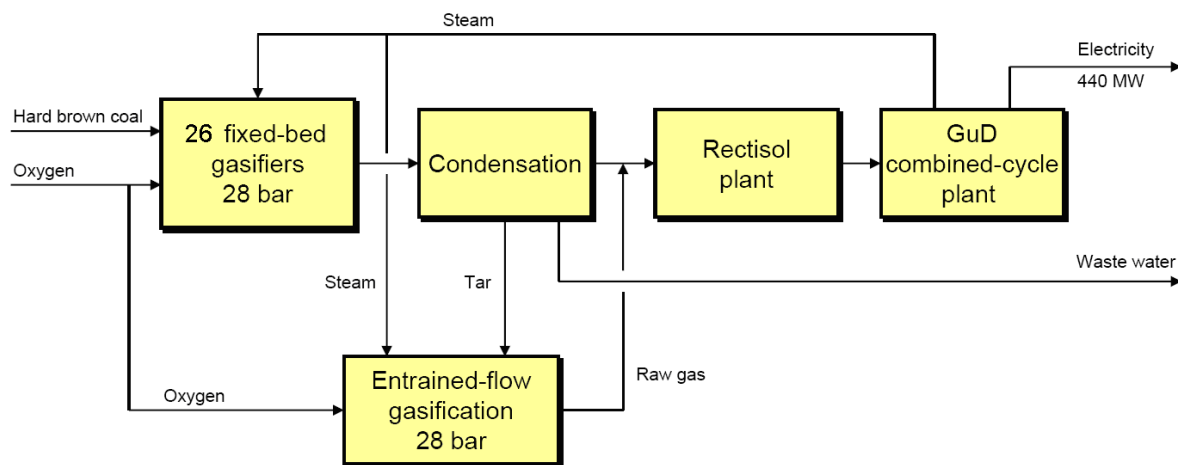 Steam
Electricity
440 MW
Hard brown coal
Oxygen
26 fixed-bed
gasifiers
28 bar
Condensation
Rectisol
plant
GuD
combined-cycle
plant
Waste water
Steam
Tar
Raw gas
Oxygen
Entrained-flow
gasification
28 bar